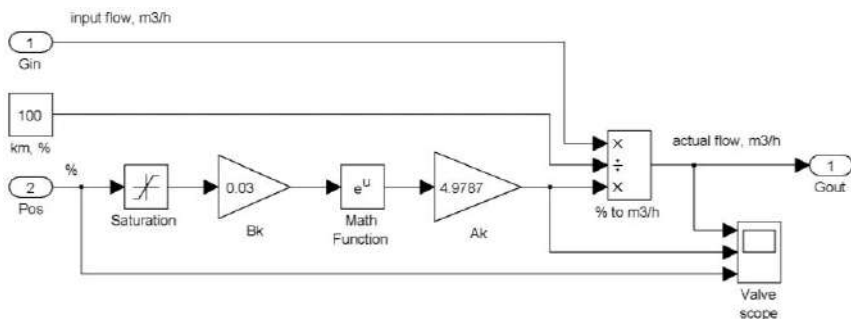 input flow, m3/h
1
Gin
100
km, %
%
2
Pos
Saturation
0.03
Bk
e^u
Math
Function
4.9787
Ak
×
÷
×
% to m3/h
actual flow, m3/h
1
Gout
Valve
scope